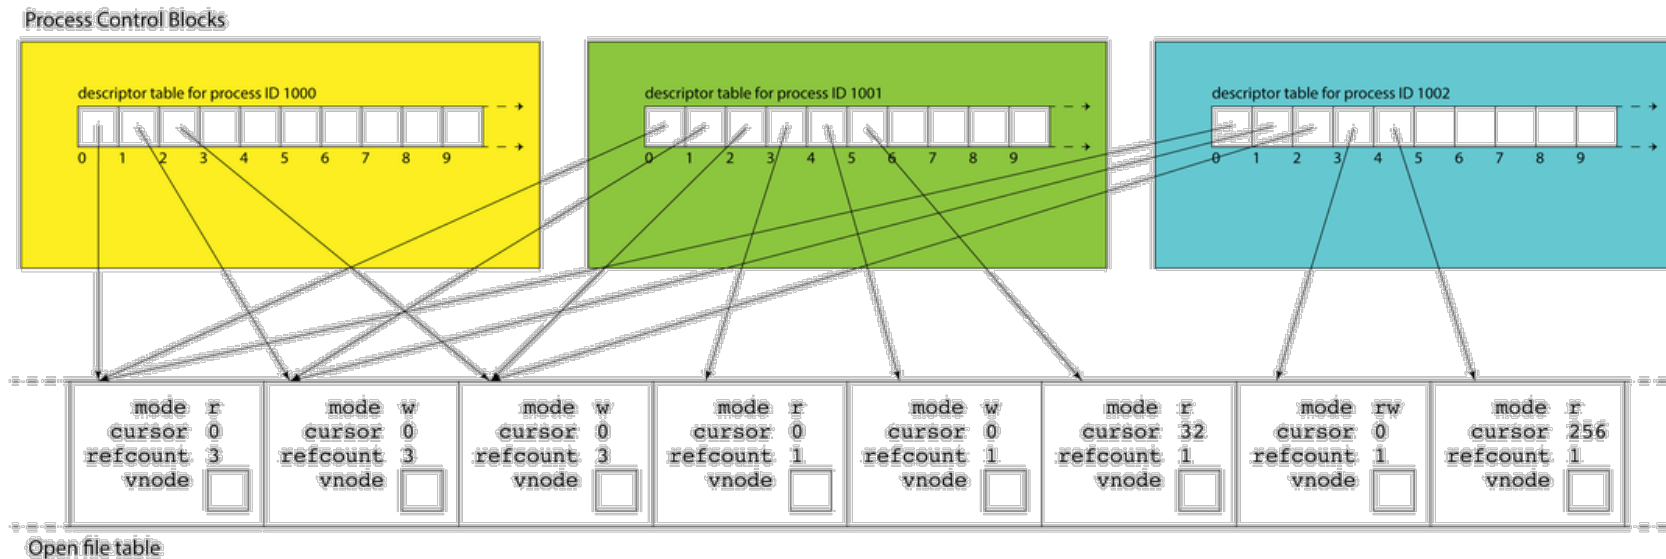 Process Control Blocks
descriptor table for process ID 1000
0 1 2 3 4 5 6 7 8 9
descriptor table for process ID 1001
0 1 2 3 4 5 6 7 8 9
descriptor table for process ID 1002
0 1 2 3 4 5 6 7 8 9
mode r
cursor 0
refcount 3
vnode
mode w
cursor 0
refcount 3
vnode
mode w
cursor 0
refcount 3
vnode
mode r
cursor 0
refcount 1
vnode
mode w
cursor 0
refcount 1
vnode
mode r
cursor 32
refcount 1
vnode
mode rw
cursor 0
refcount 1
vnode
mode r
cursor 256
refcount 1
vnode
Open file table